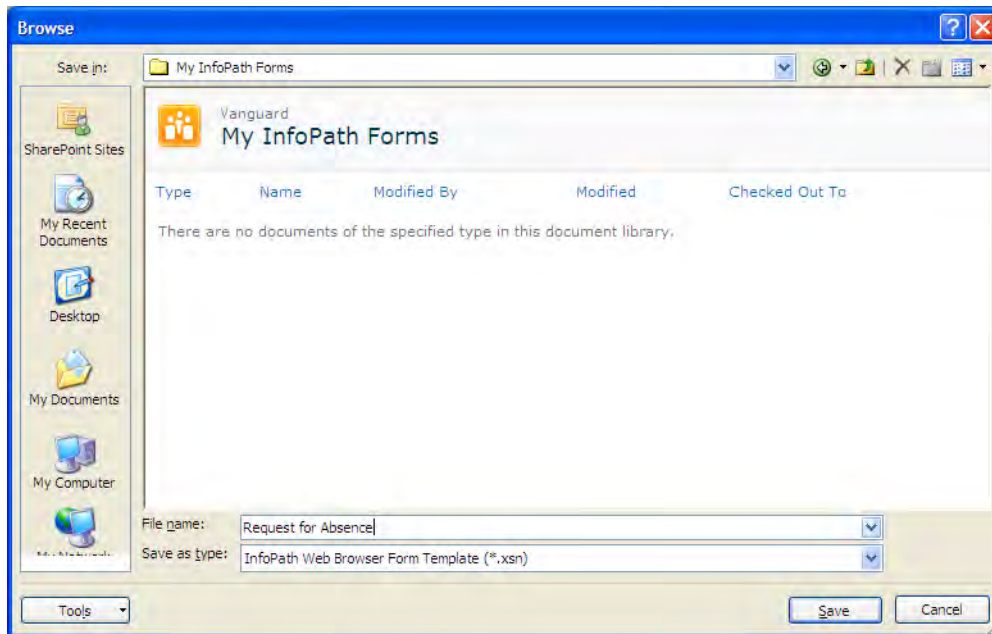 Browse
Save in:
My InfoPath Forms
SharePoint Sites
My Recent
Documents
Desktop
My Documents
My Computer
Vanguard
My InfoPath Forms
Type Name Modified By Modified Checked Out To
There are no documents of the specified type in this document library.
File name: Request for Absence
Save as type: InfoPath Web Browser Form Template (*.xsn)
Tools
Save
Cancel